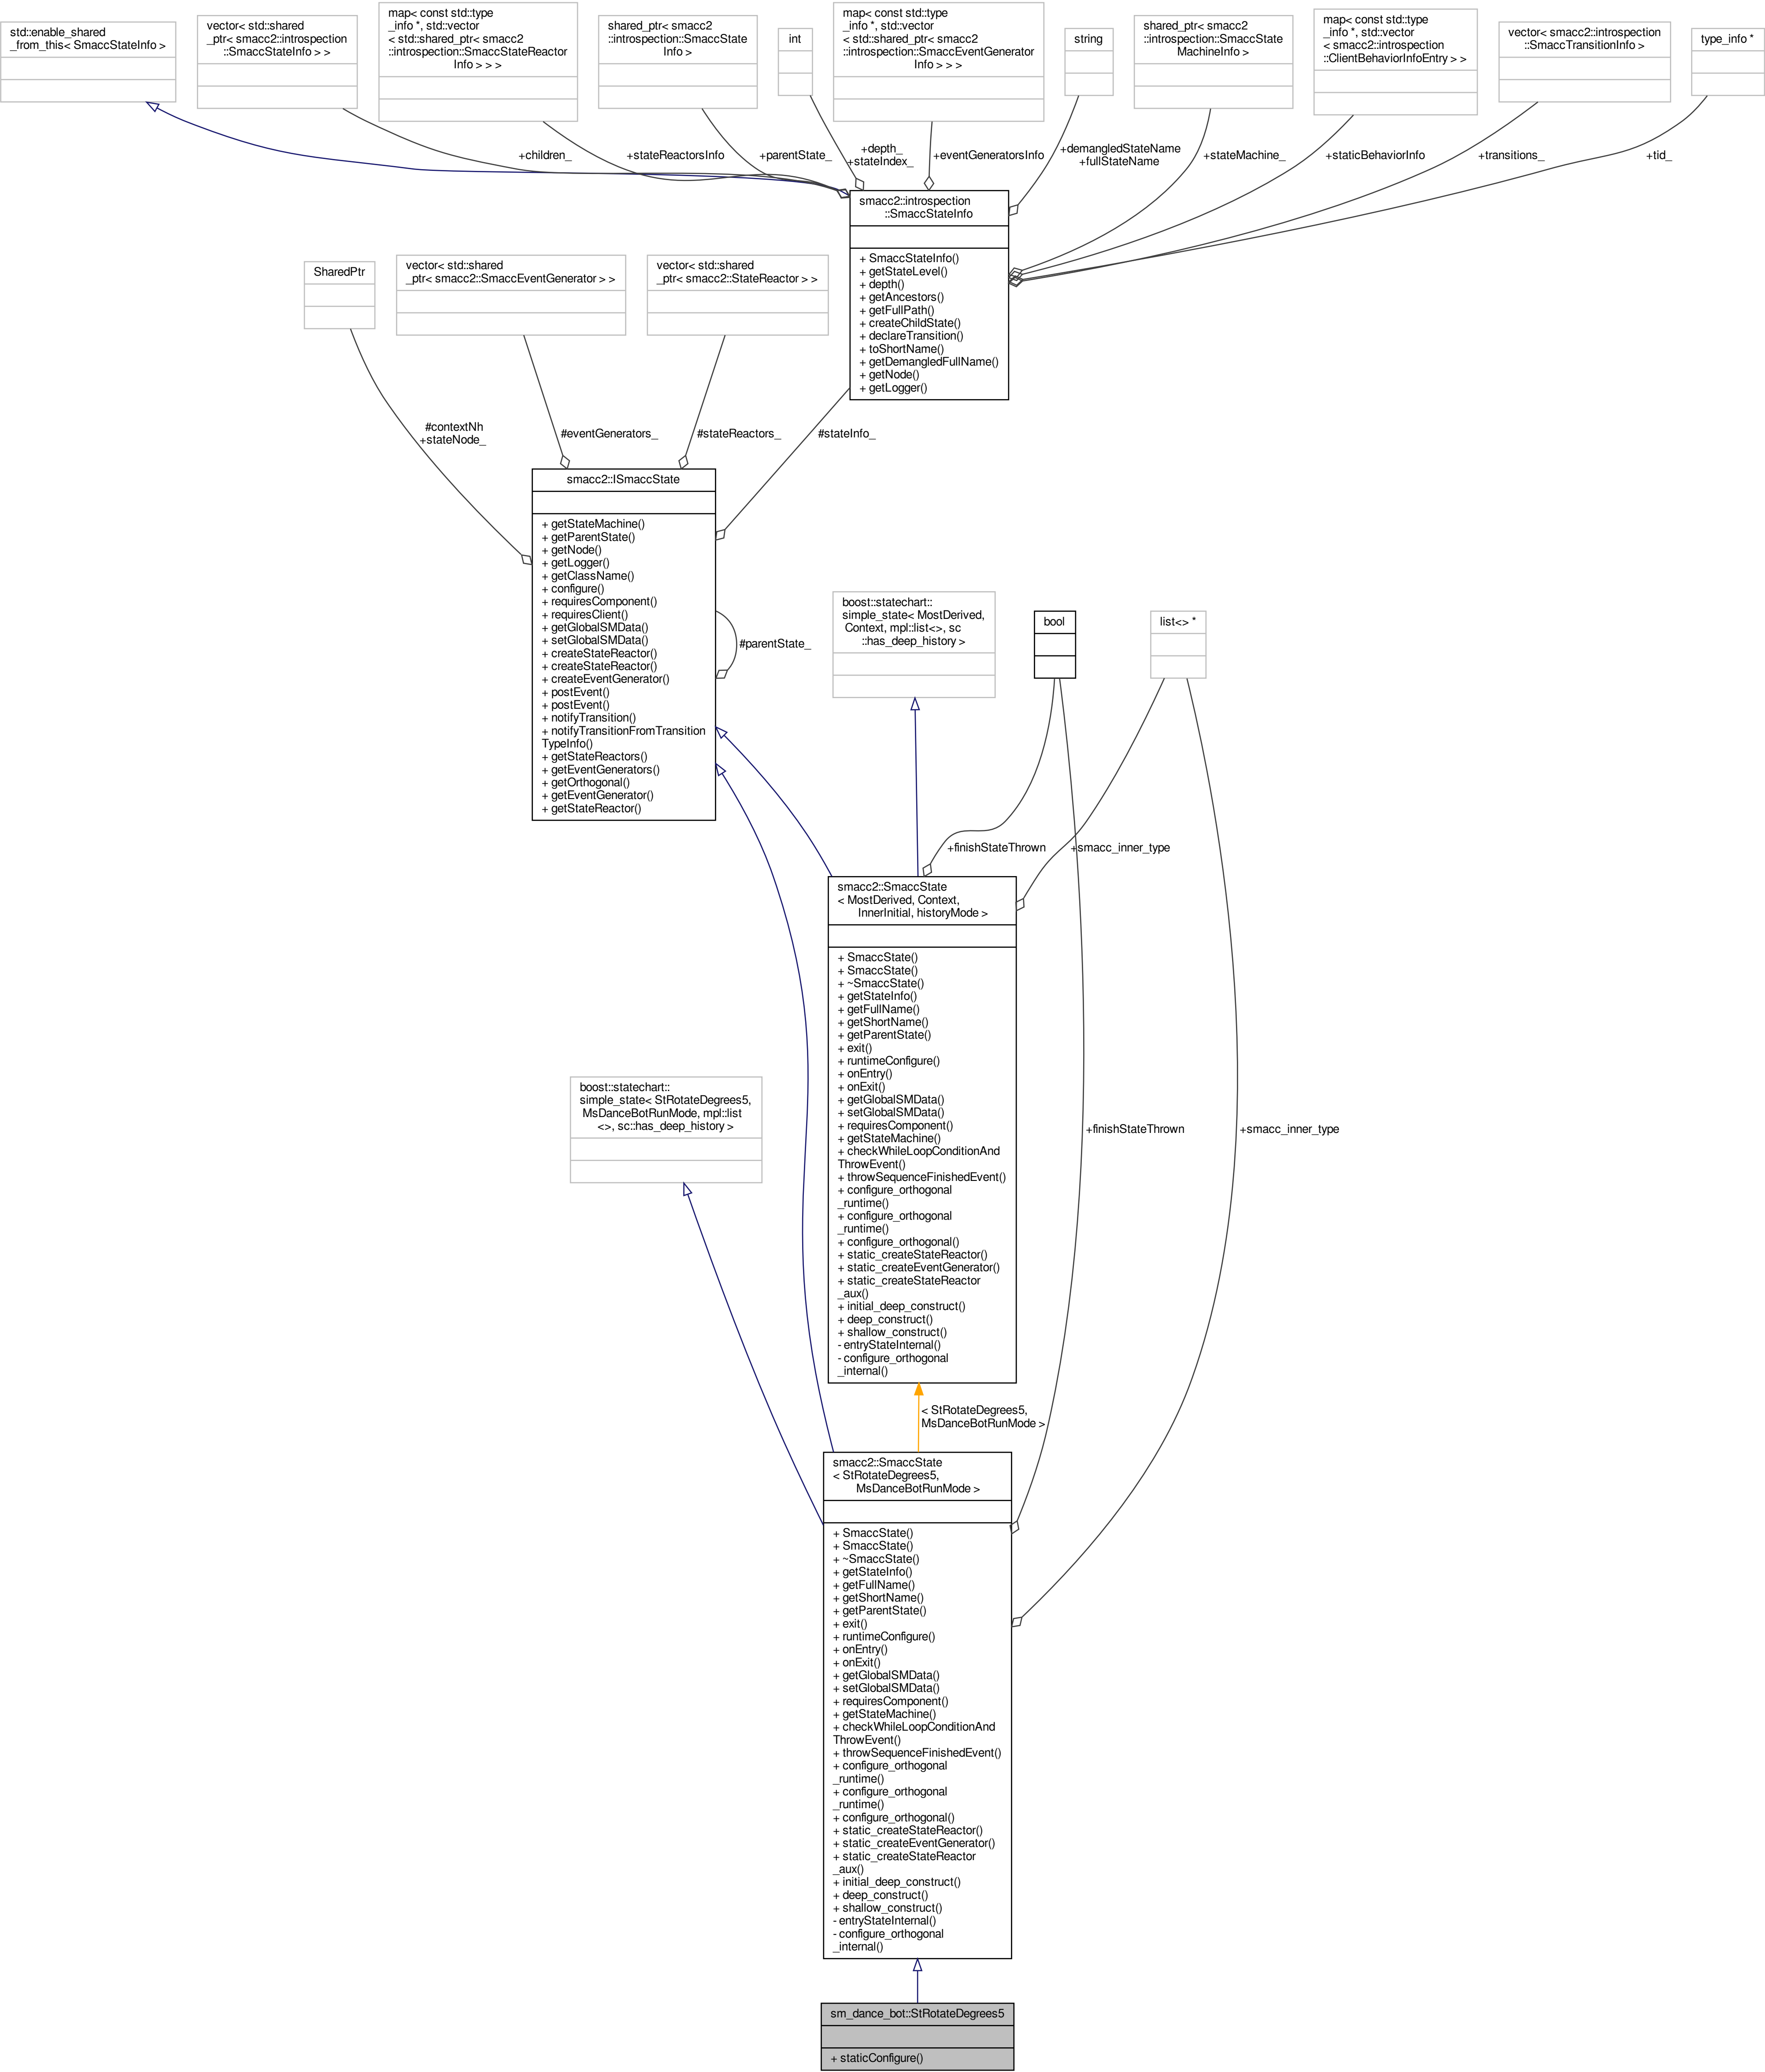 std::enable_shared
_from_this< SmaccStateInfo >
vector< std::shared
_ptr< smacc2::introspection
::SmaccStateInfo > >
map< const std::type
_info *, std::vector
< std::shared_ptr< smacc2
::introspection::SmaccStateReactor
Info > > >
shared_ptr< smacc2
::introspection::SmaccState
Info >
int
map< const std::type
_info *, std::vector
< std::shared_ptr< smacc2
::introspection::SmaccEventGenerator
Info > > >
string
shared_ptr< smacc2
::introspection::SmaccState
MachineInfo >
map< const std::type
_info *, std::vector
< smacc2::introspection
::ClientBehaviorInfoEntry > >
vector< smacc2::introspection
::SmaccTransitionInfo >
type_info *
+children_
+stateReactorsInfo
+parentState_
+depth_
+stateIndex_
+eventGeneratorsInfo
+demangledStateName
+fullStateName
+stateMachine_
+staticBehaviorInfo
+transitions_
+tid_
smacc2::introspection
::SmaccStateInfo
+ SmaccStateInfo()
+ getStateLevel()
+ depth()
+ getAncestors()
+ getFullPath()
+ createChildState()
+ declareTransition()
+ toShortName()
+ getDemangledFullName()
+ getNode()
+ getLogger()
SharedPtr
vector< std::shared
_ptr< smacc2::SmaccEventGenerator > >
vector< std::shared
_ptr< smacc2::StateReactor > >
#contextNh
+stateNode_
#eventGenerators_
#stateReactors_
#stateInfo_
smacc2::ISmaccState
+ getStateMachine()
+ getParentState()
+ getNode()
+ getLogger()
+ getClassName()
+ configure()
+ requiresComponent()
+ requiresClient()
+ getGlobalSMData()
+ setGlobalSMData()
+ createStateReactor()
+ createStateReactor()
+ createEventGenerator()
+ postEvent()
+ postEvent()
+ notifyTransition()
+ notifyTransitionFromTransition
TypeInfo()
+ getStateReactors()
+ getEventGenerators()
+ getOrthogonal()
+ getEventGenerator()
+ getStateReactor()
#parentState_
boost::statechart::
simple_state< MostDerived,
Context, mpl::list<>, sc
::has_deep_history >
bool
list<> *
+finishStateThrown
+smacc_inner_type
smacc2::SmaccState
< MostDerived, Context,
InnerInitial, historyMode >
+ SmaccState()
+ SmaccState()
+ ~SmaccState()
+ getStateInfo()
+ getFullName()
+ getShortName()
+ getParentState()
+ exit()
+ runtimeConfigure()
+ onEntry()
+ onExit()
+ getGlobalSMData()
+ setGlobalSMData()
+ requiresComponent()
+ getStateMachine()
+ checkWhileLoopConditionAnd
ThrowEvent()
+ throwSequenceFinishedEvent()
+ configure_orthogonal
_runtime()
+ configure_orthogonal
_runtime()
+ configure_orthogonal()
+ static_createStateReactor()
+ static_createEventGenerator()
+ static_createStateReactor
_aux()
+ initial_deep_construct()
+ deep_construct()
+ shallow_construct()
- entryStateInternal()
- configure_orthogonal
_internal()
boost::statechart::
simple_state< StRotateDegrees5,
MsDanceBotRunMode, mpl::list
<>, sc::has_deep_history >
+finishStateThrown
+smacc_inner_type
< StRotateDegrees5,
MsDanceBotRunMode >
smacc2::SmaccState
< StRotateDegrees5,
MsDanceBotRunMode >
+ SmaccState()
+ SmaccState()
+ ~SmaccState()
+ getStateInfo()
+ getFullName()
+ getShortName()
+ getParentState()
+ exit()
+ runtimeConfigure()
+ onEntry()
+ onExit()
+ getGlobalSMData()
+ setGlobalSMData()
+ requiresComponent()
+ getStateMachine()
+ checkWhileLoopConditionAnd
ThrowEvent()
+ throwSequenceFinishedEvent()
+ configure_orthogonal
_runtime()
+ configure_orthogonal
_runtime()
+ configure_orthogonal()
+ static_createStateReactor()
+ static_createEventGenerator()
+ static_createStateReactor
_aux()
+ initial_deep_construct()
+ deep_construct()
+ shallow_construct()
- entryStateInternal()
- configure_orthogonal
_internal()
sm_dance_bot::StRotateDegrees5
+ staticConfigure()